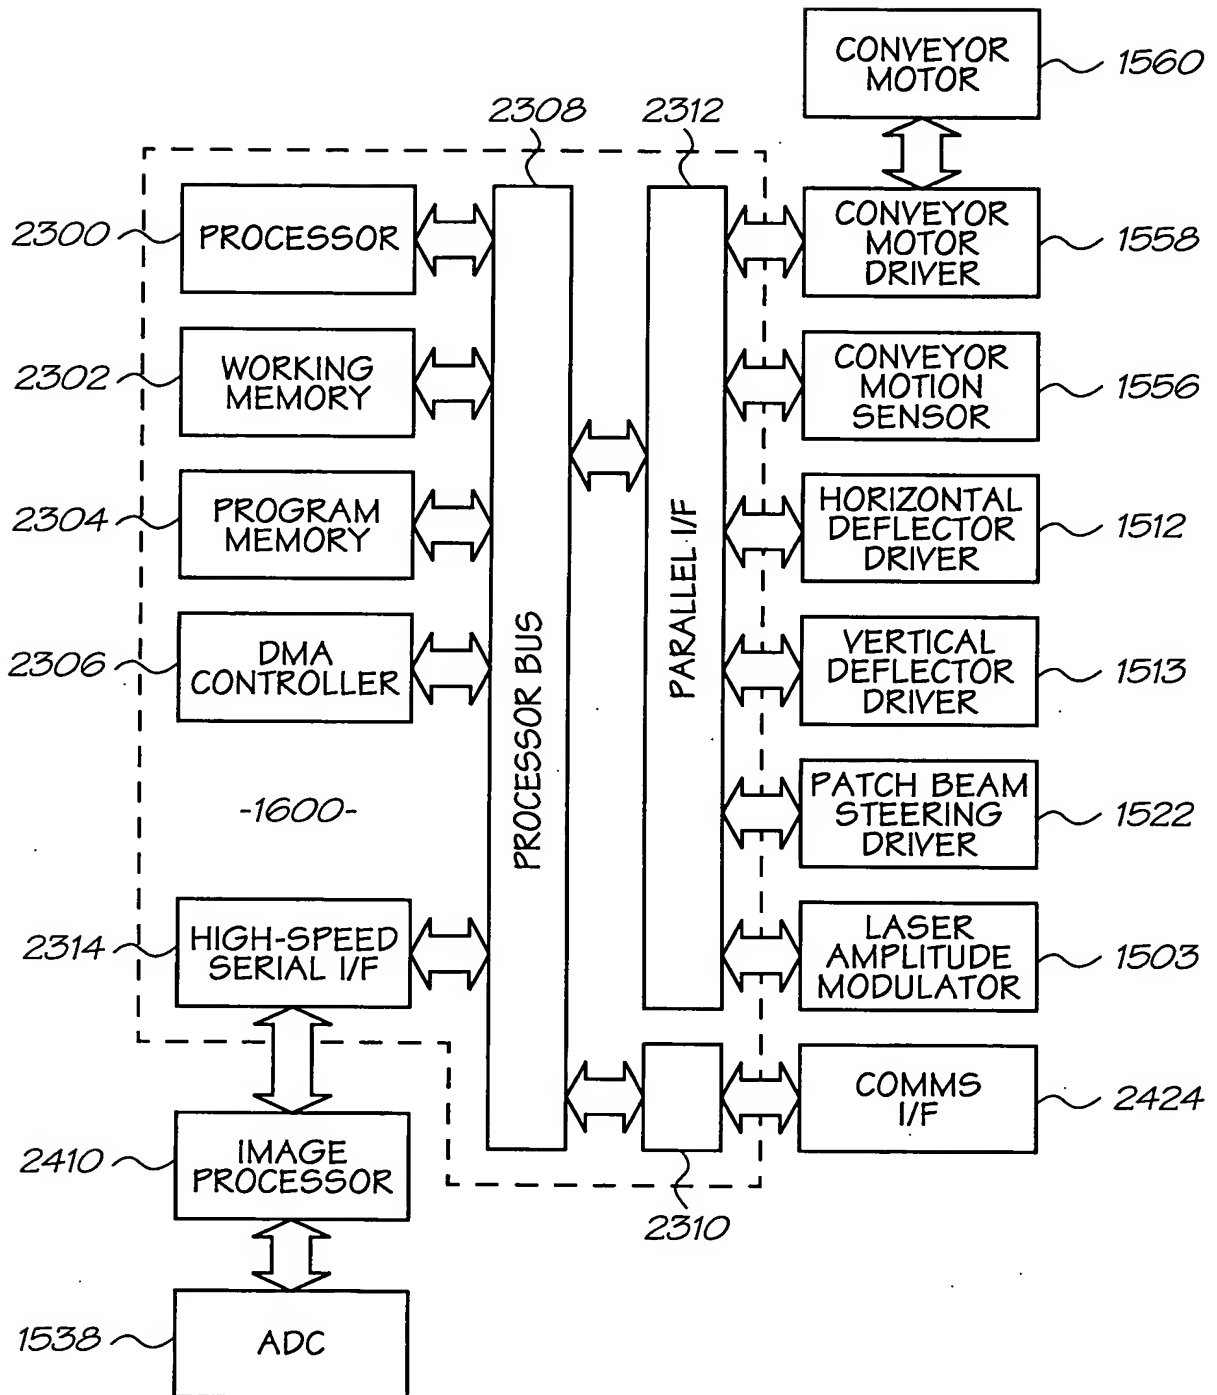 CONVEYOR
MOTOR
1560
2308
2312
2300
PROCESSOR
CONVEYOR
MOTOR
DRIVER
1558
2302
WORKING
MEMORY
CONVEYOR
MOTION
SENSOR
1556
2304
PROGRAM
MEMORY
HORIZONTAL
DEFLECTOR
DRIVER
1512
2306
DMA
CONTROLLER
PROCESSOR BUS
PARALLEL I/F
VERTICAL
DEFLECTOR
DRIVER
1513
-1600-
PATCH BEAM
STEERING
DRIVER
1522
2314
HIGH-SPEED
SERIAL I/F
LASER
AMPLITUDE
MODULATOR
1503
COMMS
I/F
2424
2410
IMAGE
PROCESSOR
2310
1538
ADC